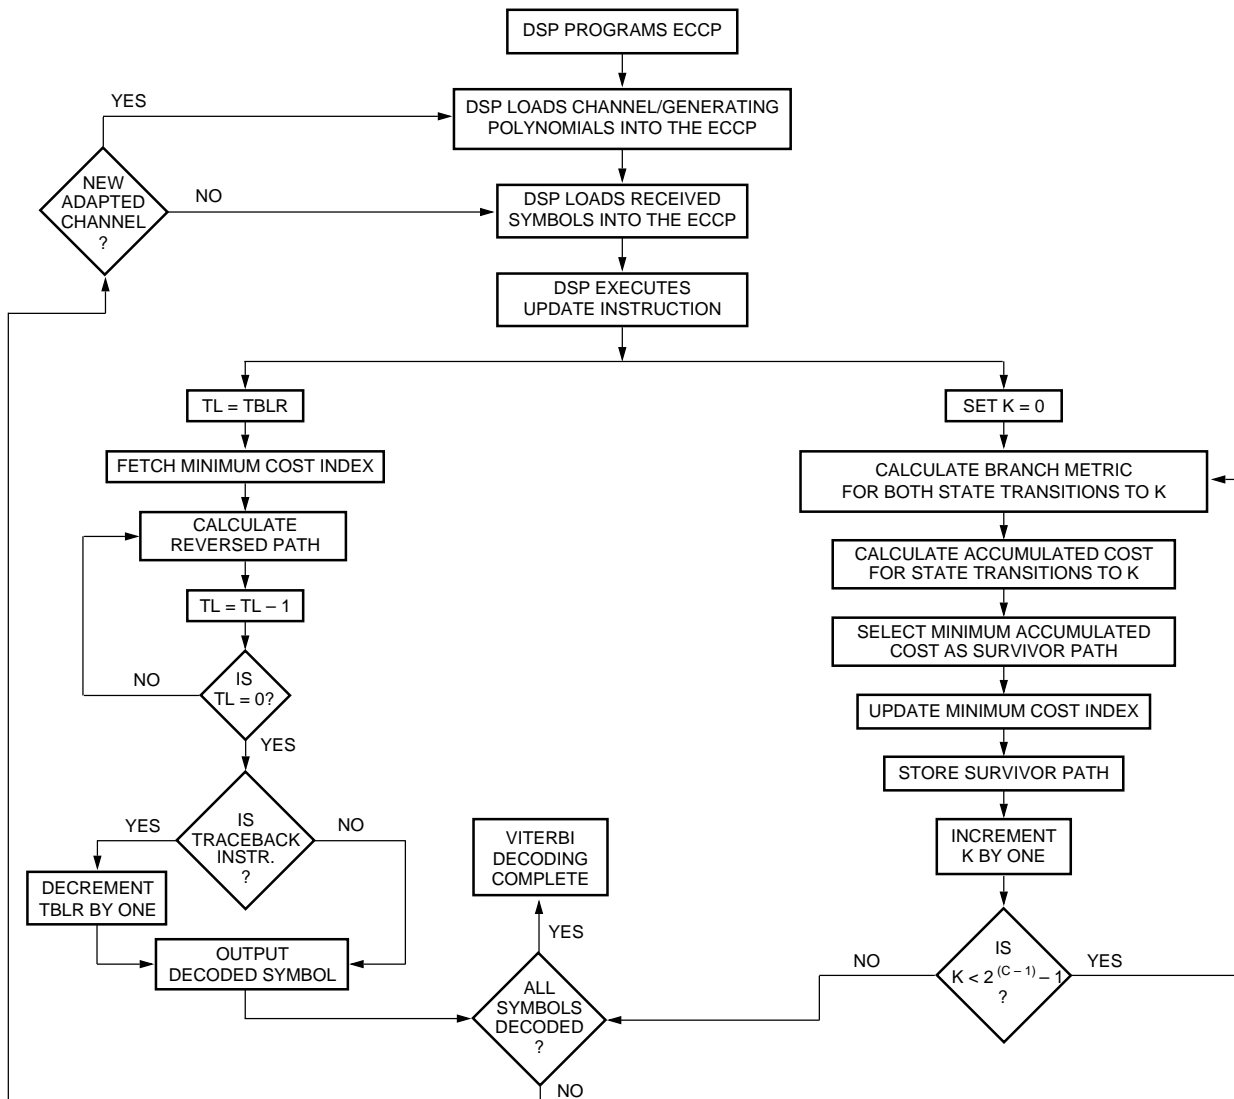 DSP PROGRAMS ECCP
YES
DSP LOADS CHANNEL/GENERATING
POLYNOMIALS INTO THE ECCP
NEW
ADAPTED
CHANNEL
?
NO
DSP LOADS RECEIVED
SYMBOLS INTO THE ECCP
DSP EXECUTES
UPDATE INSTRUCTION
TL = TBLR
FETCH MINIMUM COST INDEX
CALCULATE
REVERSED PATH
TL = TL – 1
IS
TL = 0?
NO
YES
IS
TRACEBACK
INSTR.
?
YES
NO
DECREMENT
TBLR BY ONE
OUTPUT
DECODED SYMBOL
SET K = 0
CALCULATE BRANCH METRIC
FOR BOTH STATE TRANSITIONS TO K
CALCULATE ACCUMULATED COST
FOR STATE TRANSITIONS TO K
SELECT MINIMUM ACCUMULATED
COST AS SURVIVOR PATH
UPDATE MINIMUM COST INDEX
STORE SURVIVOR PATH
INCREMENT
K BY ONE
IS
K < 2^(C – 1) – 1
?
NO
YES
VITERBI
DECODING
COMPLETE
YES
ALL
SYMBOLS
DECODED
?
NO